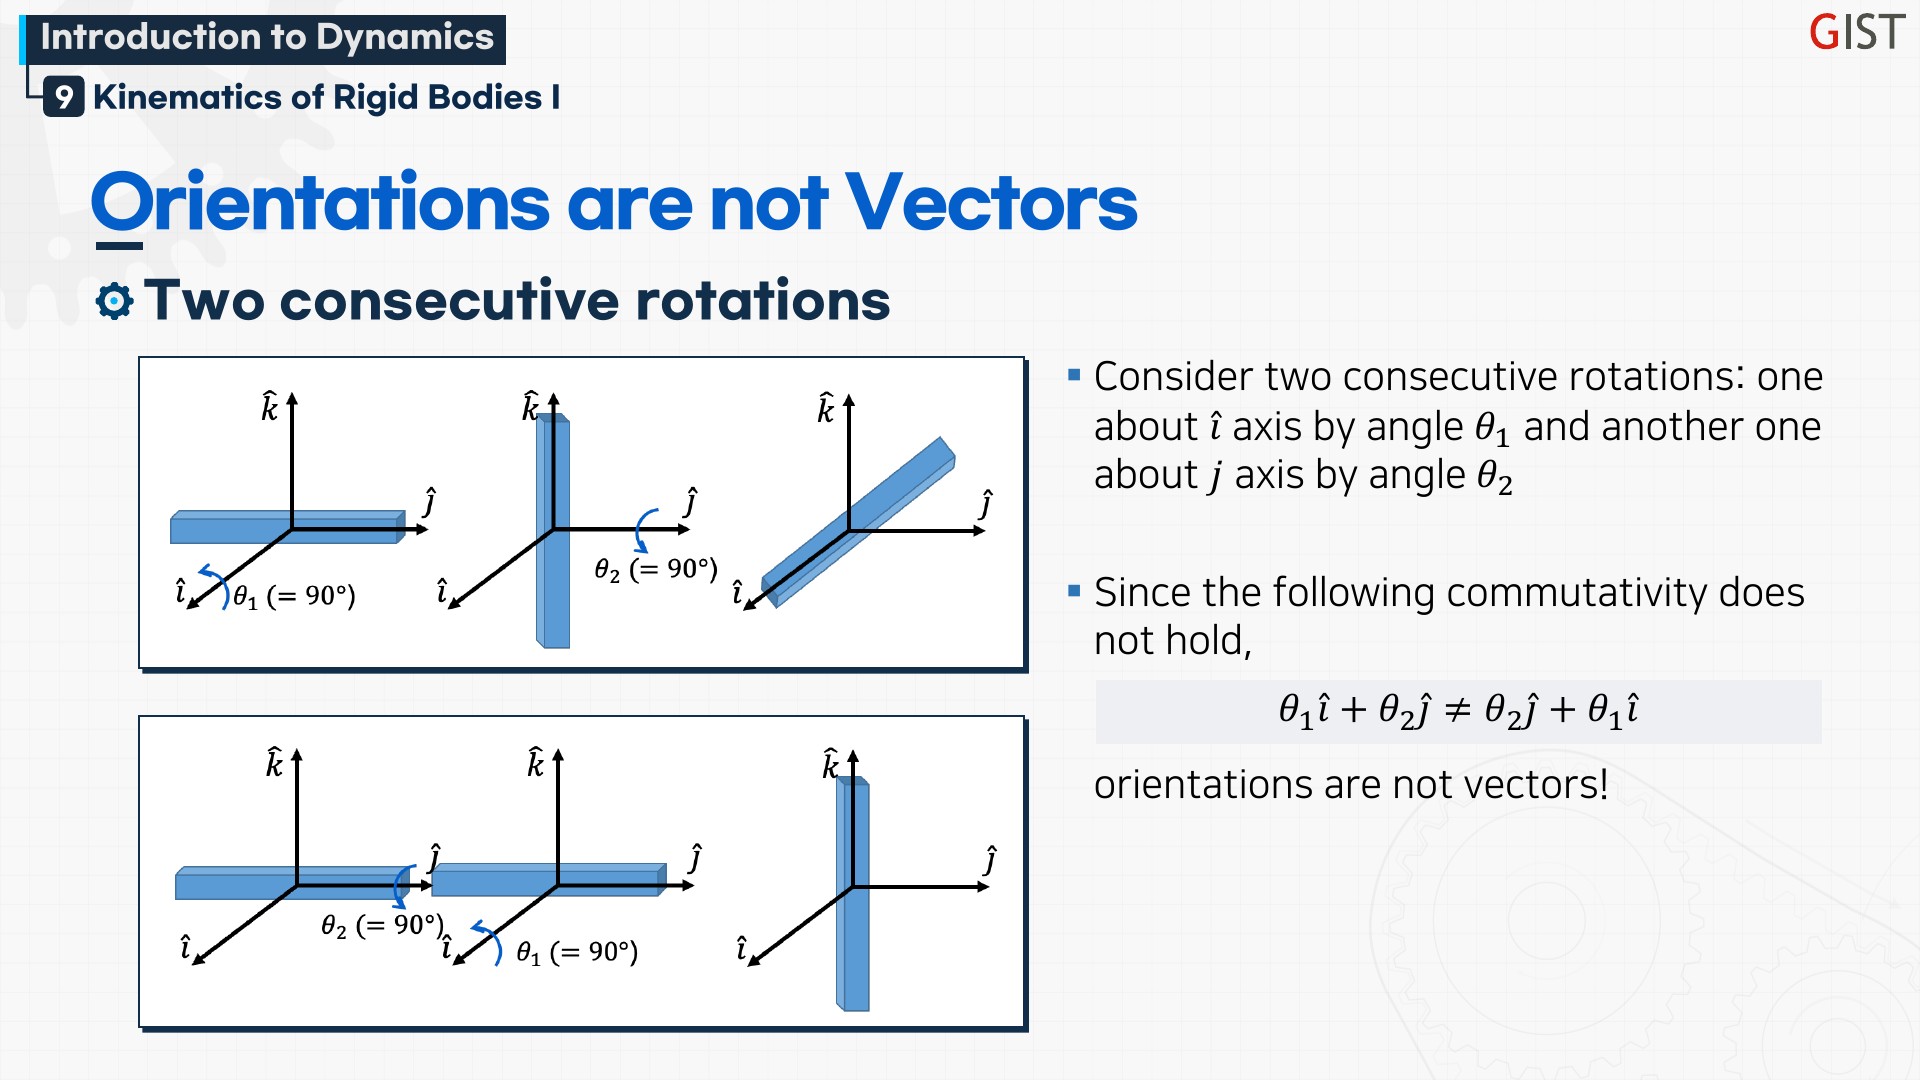 Introduction to Dynamics
GIST
9 Kinematics of Rigid Bodies I
Orientations are not Vectors
Two consecutive rotations
k̂
ĵ
î
θ₁ (= 90°)
k̂
ĵ
î
θ₂ (= 90°)
k̂
ĵ
î
k̂
ĵ
î
θ₂ (= 90°)
k̂
ĵ
î
θ₁ (= 90°)
k̂
ĵ
î
▪ Consider two consecutive rotations: one
about î axis by angle θ₁ and another one
about j axis by angle θ₂
▪ Since the following commutativity does
not hold,
θ₁î + θ₂ĵ ≠ θ₂ĵ + θ₁î
orientations are not vectors!